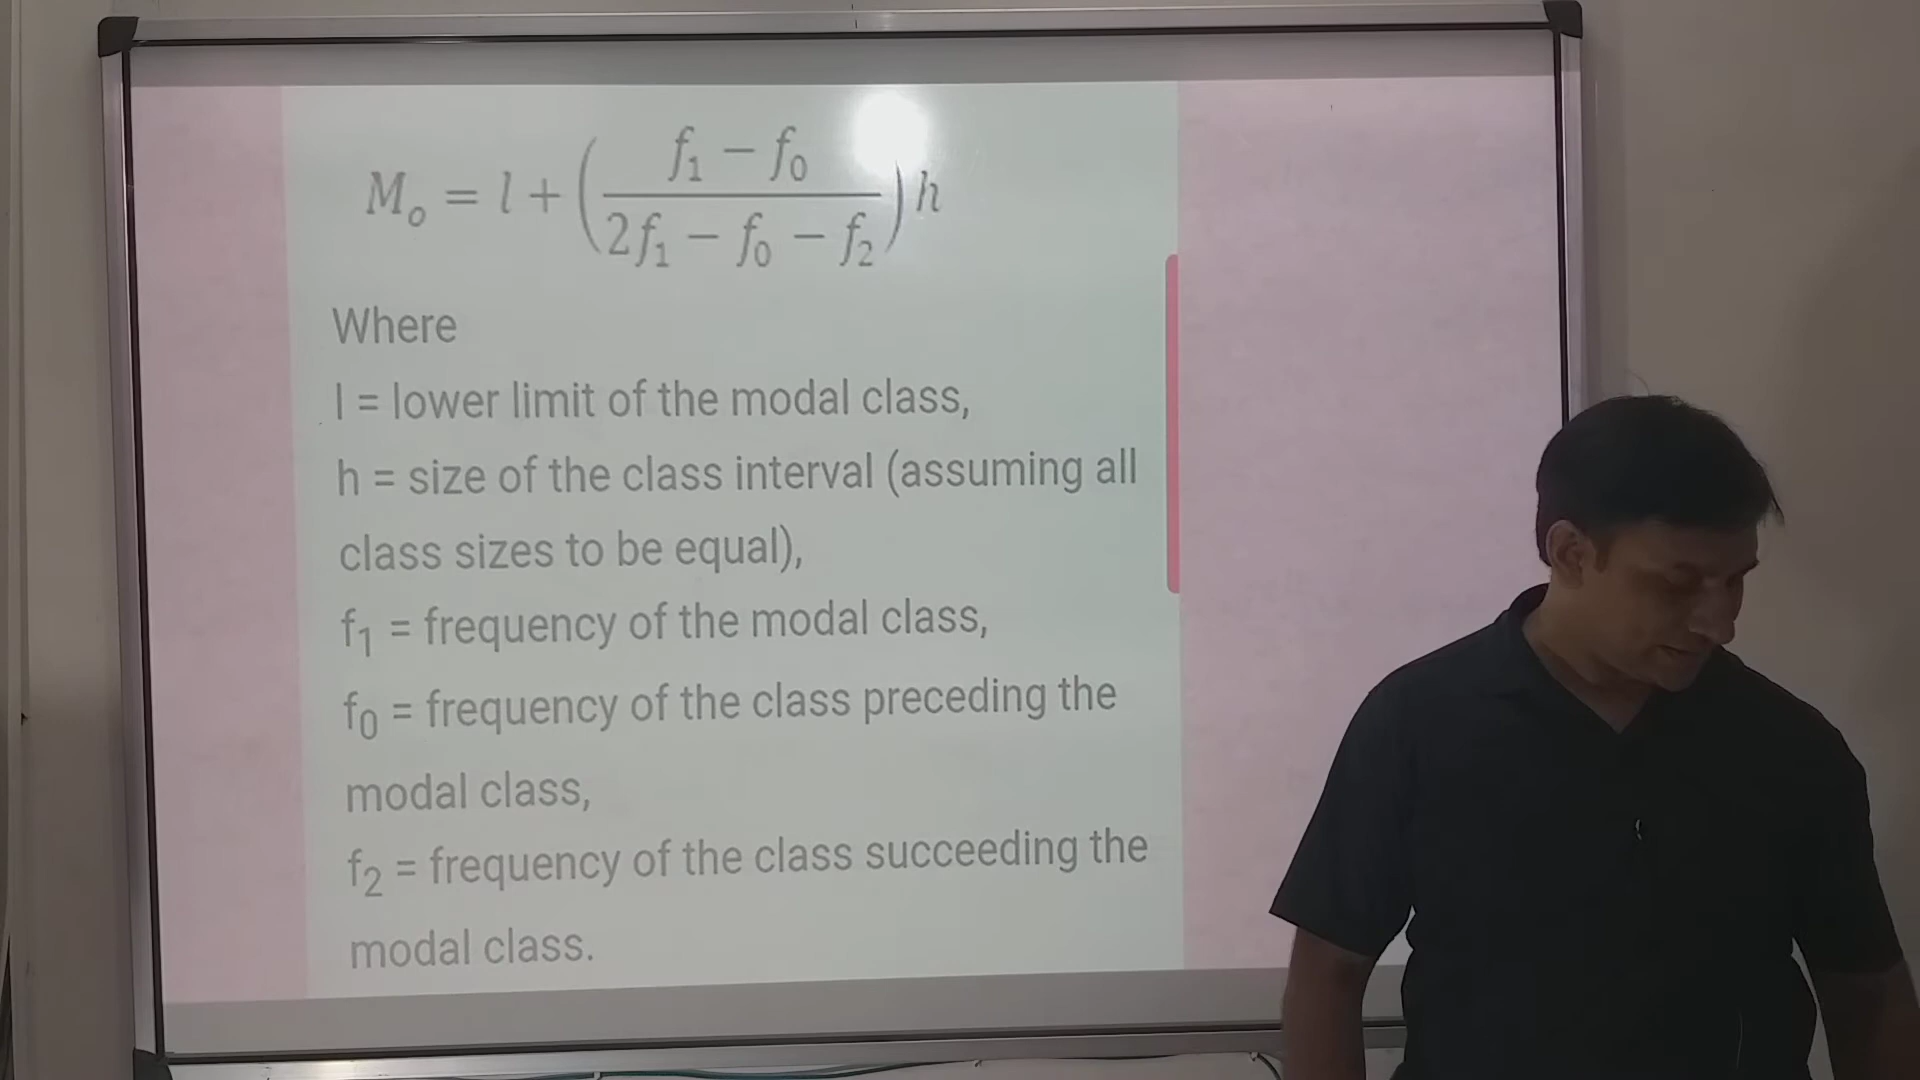 Mₒ = l + ( (f₁ − f₀) / (2f₁ − f₀ − f₂) ) h
Where
l = lower limit of the modal class,
h = size of the class interval (assuming all
class sizes to be equal),
f₁ = frequency of the modal class,
f₀ = frequency of the class preceding the
modal class,
f₂ = frequency of the class succeeding the
modal class.